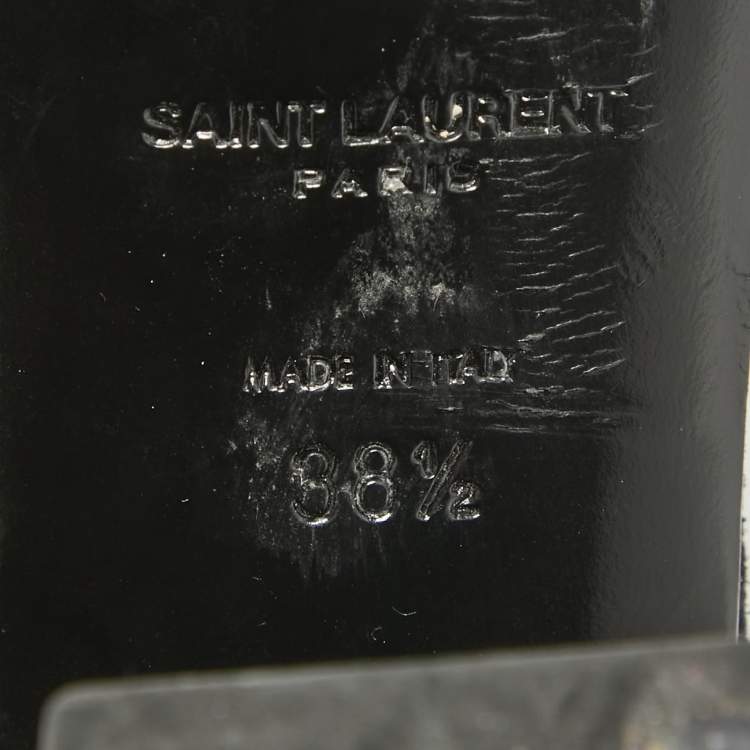 SAINT LAURENT
PARIS
MADE IN ITALY
38½